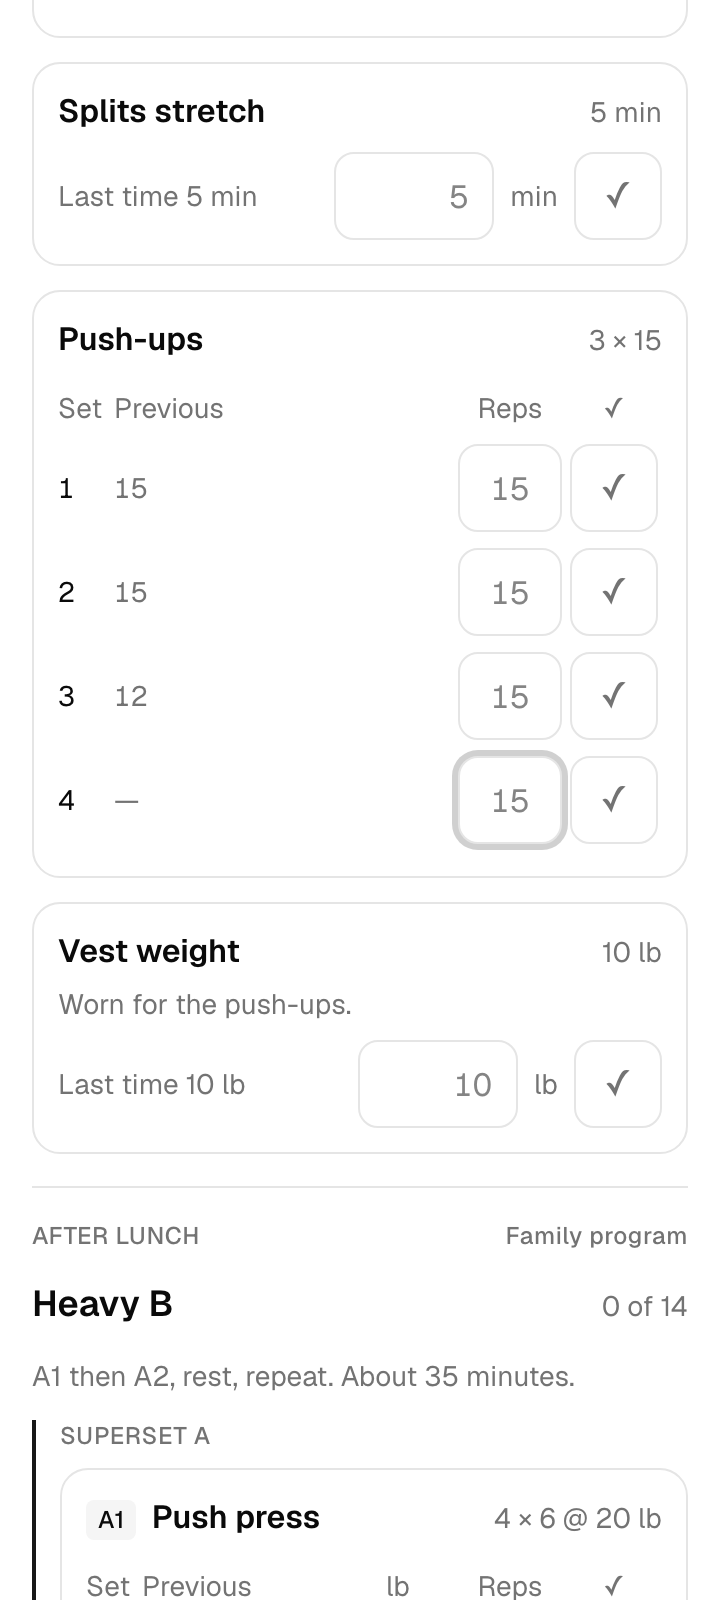 Splits stretch 5 min
Last time 5 min 5 min ✓
Push-ups 3 × 15
Set Previous Reps ✓
1 15 15 ✓
2 15 15 ✓
3 12 15 ✓
4 — 15 ✓
Vest weight 10 lb
Worn for the push-ups.
Last time 10 lb 10 lb ✓
AFTER LUNCH Family program
Heavy B 0 of 14
A1 then A2, rest, repeat. About 35 minutes.
SUPERSET A
A1 Push press 4 × 6 @ 20 lb
Set Previous lb Reps ✓